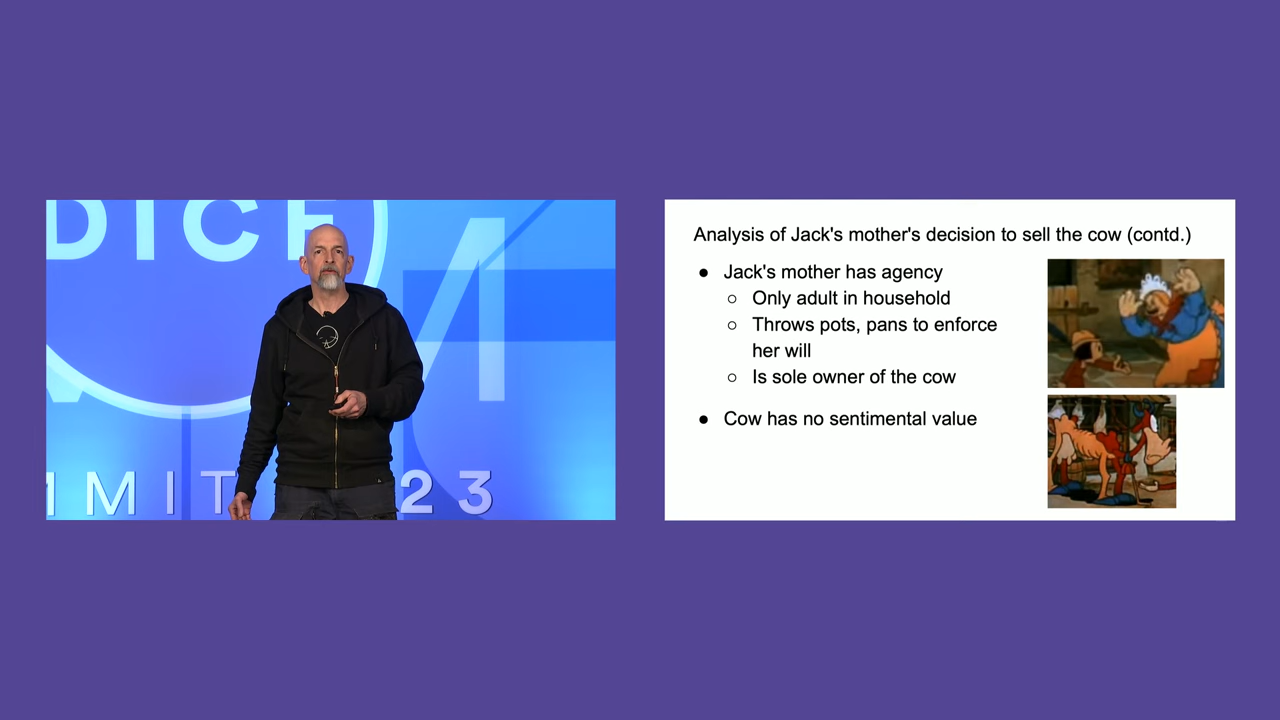 DICE
MMIT 23
Analysis of Jack's mother's decision to sell the cow (contd.)
● Jack's mother has agency
○ Only adult in household
○ Throws pots, pans to enforce
her will
○ Is sole owner of the cow
● Cow has no sentimental value